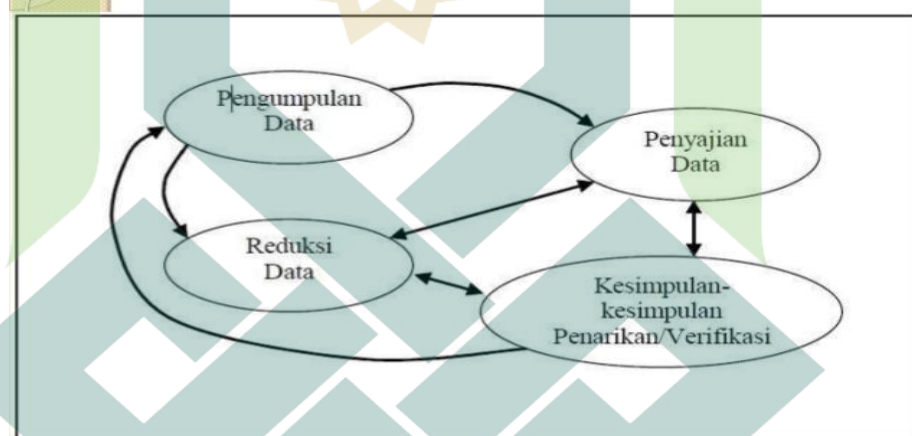 Pengumpulan
Data
Penyajian
Data
Reduksi
Data
Kesimpulan-
kesimpulan
Penarikan/Verifikasi